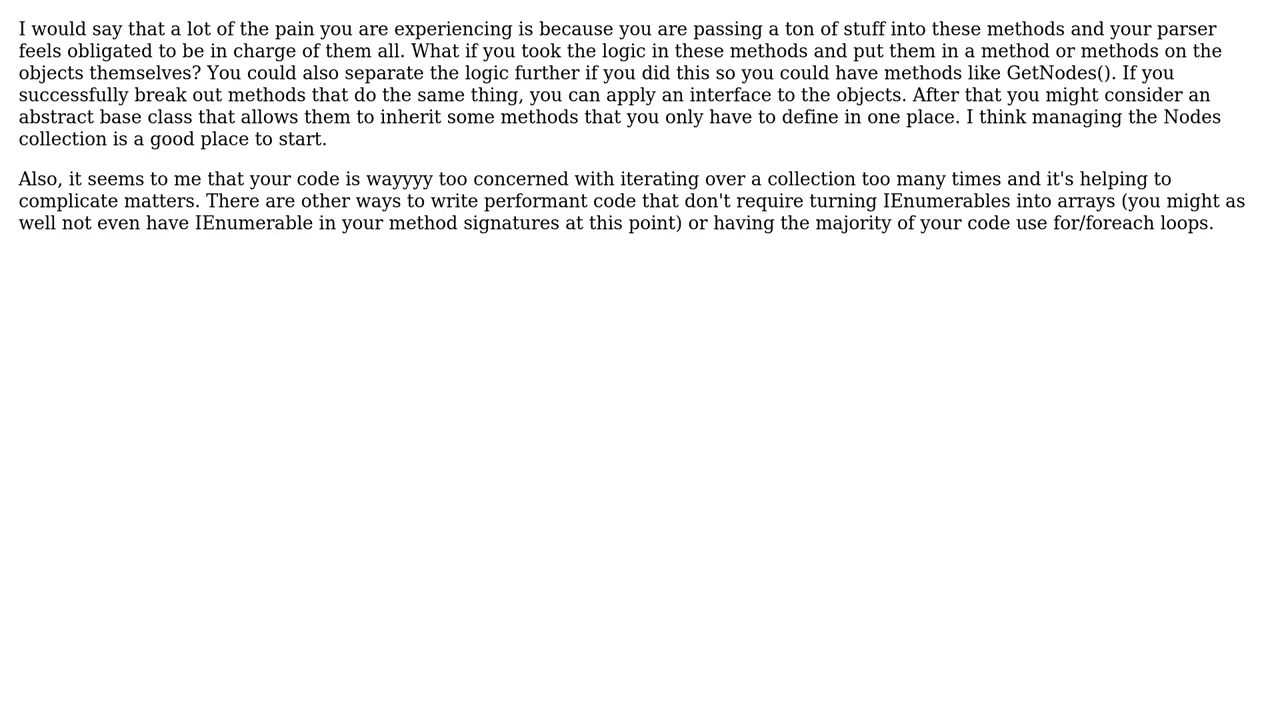 I would say that a lot of the pain you are experiencing is because you are passing a ton of stuff into these methods and your parser
feels obligated to be in charge of them all. What if you took the logic in these methods and put them in a method or methods on the
objects themselves? You could also separate the logic further if you did this so you could have methods like GetNodes(). If you
successfully break out methods that do the same thing, you can apply an interface to the objects. After that you might consider an
abstract base class that allows them to inherit some methods that you only have to define in one place. I think managing the Nodes
collection is a good place to start.
Also, it seems to me that your code is wayyyy too concerned with iterating over a collection too many times and it's helping to
complicate matters. There are other ways to write performant code that don't require turning IEnumerables into arrays (you might as
well not even have IEnumerable in your method signatures at this point) or having the majority of your code use for/foreach loops.